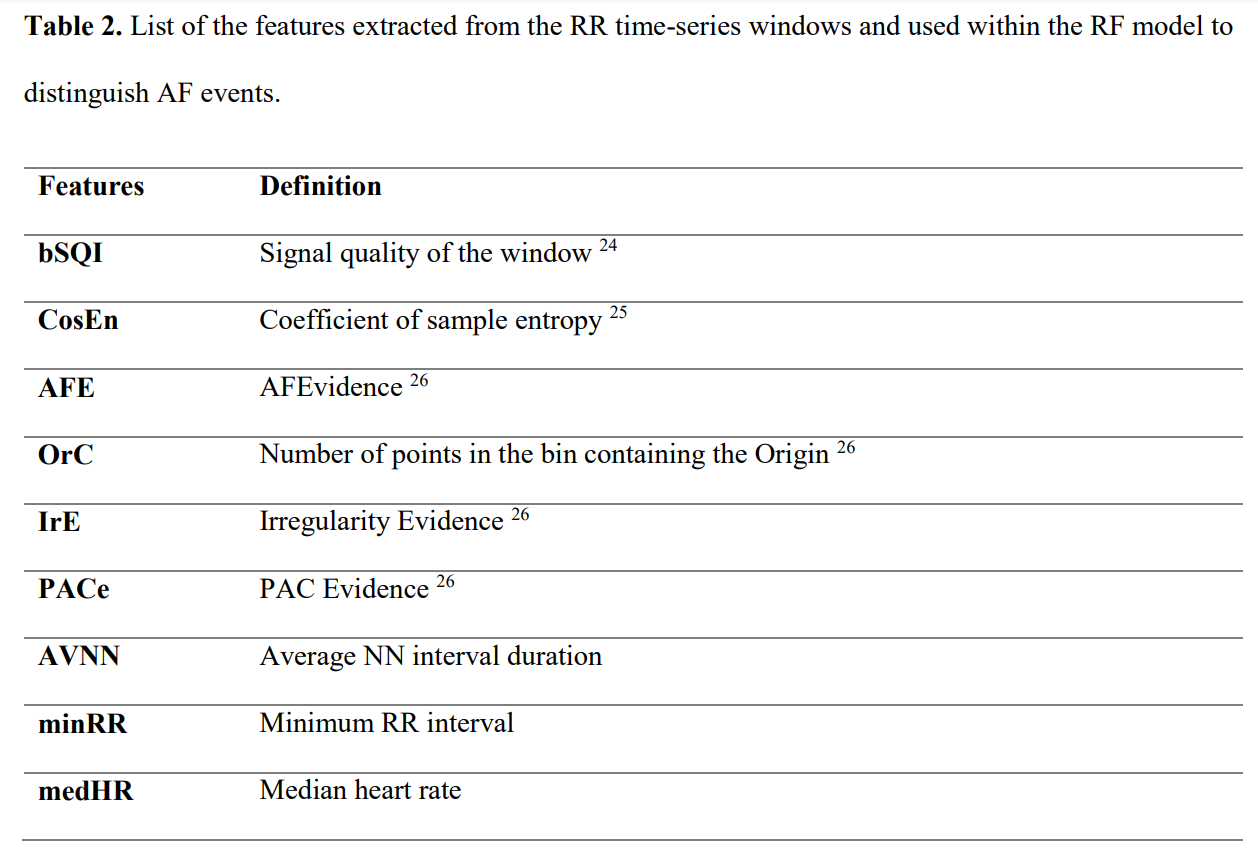 Table 2. List of the features extracted from the RR time-series windows and used within the RF model to
distinguish AF events.
Features Definition
bSQI Signal quality of the window 24
CosEn Coefficient of sample entropy 25
AFE AFEvidence 26
OrC Number of points in the bin containing the Origin 26
IrE Irregularity Evidence 26
PACe PAC Evidence 26
AVNN Average NN interval duration
minRR Minimum RR interval
medHR Median heart rate